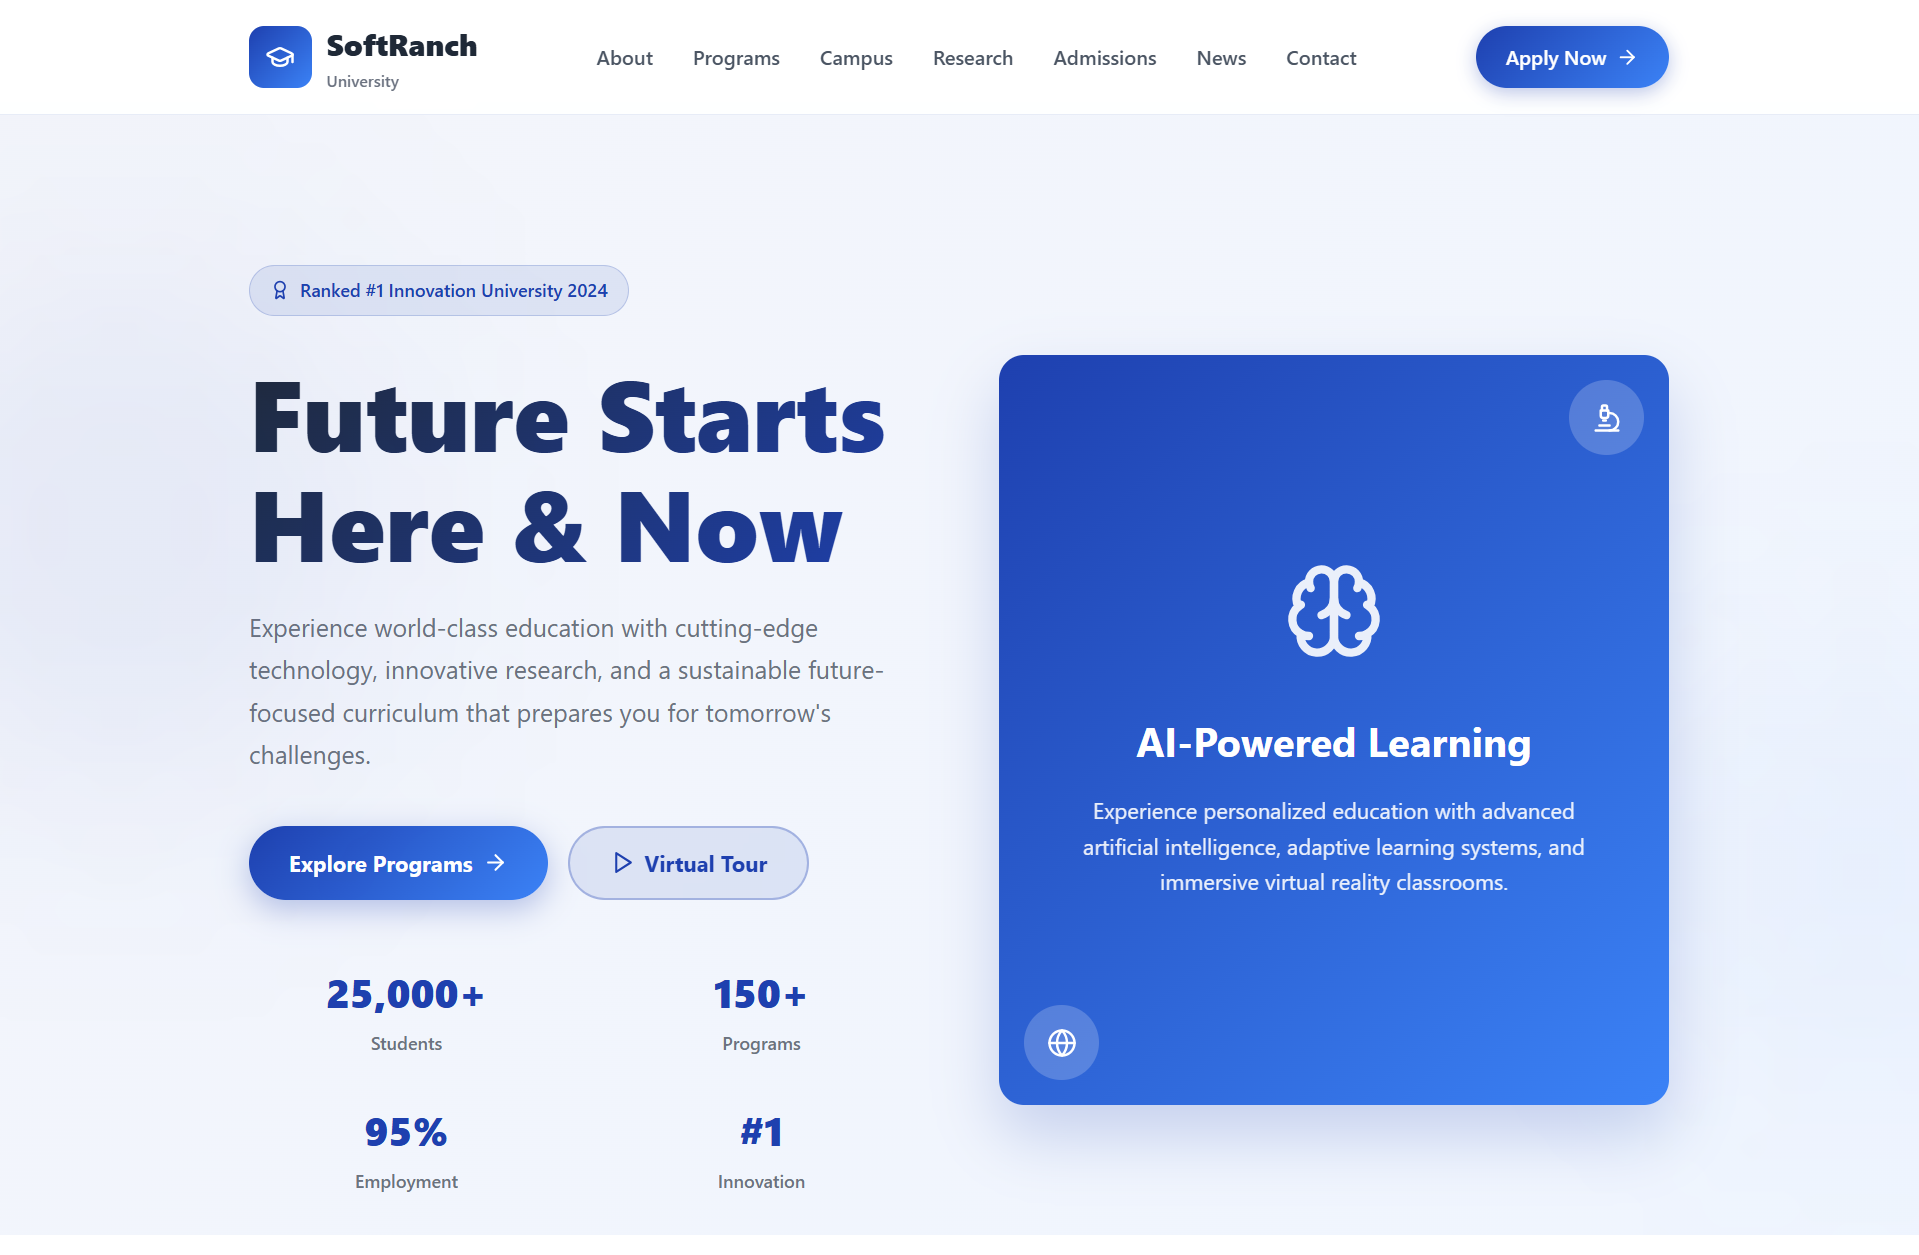 SoftRanch
University
About
Programs
Campus
Research
Admissions
News
Contact
Apply Now
Ranked #1 Innovation University 2024
Future Starts
Here & Now
Experience world-class education with cutting-edge
technology, innovative research, and a sustainable future-
focused curriculum that prepares you for tomorrow's
challenges.
Explore Programs
Virtual Tour
25,000+
Students
150+
Programs
95%
Employment
#1
Innovation
AI-Powered Learning
Experience personalized education with advanced
artificial intelligence, adaptive learning systems, and
immersive virtual reality classrooms.